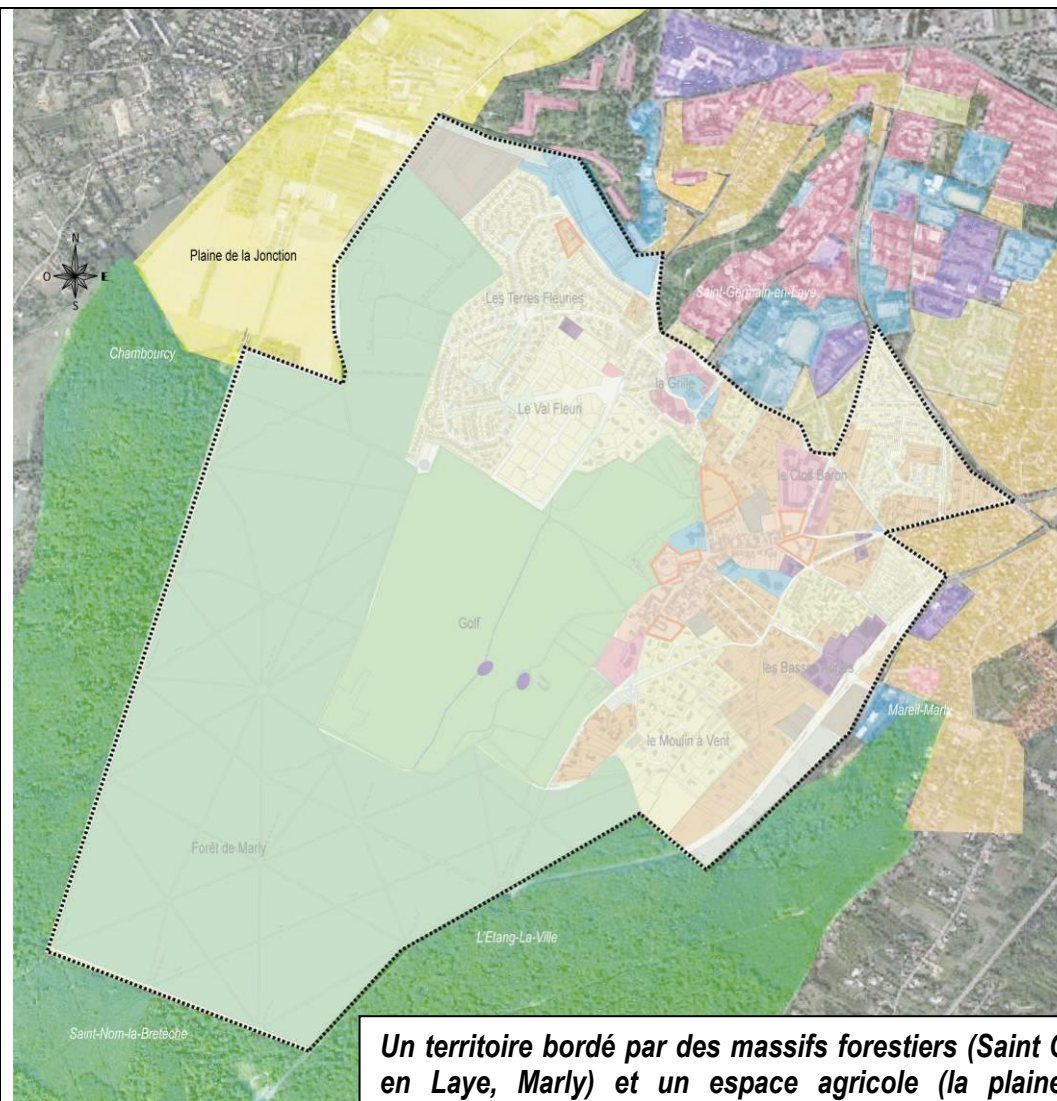 N
O
E
S
Plaine de la Jonction
Chambourcy
Les Terres Fleuries
Saint-Germain-en-Laye
la Grille
Le Val Fleuri
le Clos Baron
Golf
les Basses
Mareil-Marly
le Moulin à Vent
Forêt de Marly
L'Etang-La-Ville
Saint-Nom-la-Bretèche
Un territoire bordé par des massifs forestiers (Saint G
en Laye, Marly) et un espace agricole (la plaine